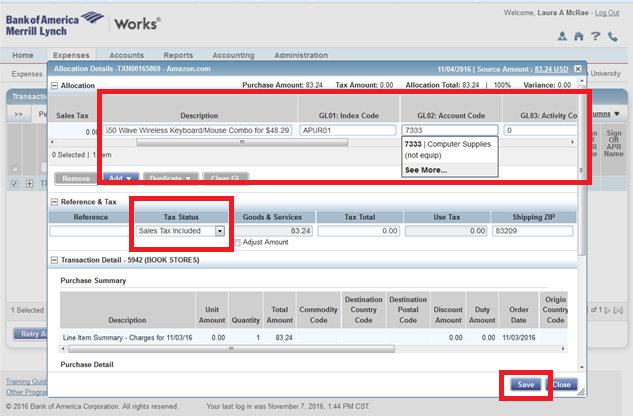 Bank of America
Merrill Lynch
Works®
Welcome, Laura A McRae - Log Out
Home Expenses Accounts Reports Accounting Administration
Expenses
University
Allocation Details -TXN00165869 - Amazon.com
11/04/2016 | Source Amount : 83.24 USD
Allocation
Purchase Amount: 83.24 Tax Amount: 0.00 Allocation Total: 83.24 | 100% Variance: 0.00
Transac
>> Pe
umns
Sales Tax Description GL01: Index Code GL02: Account Code GL03: Activity Co
0.00 550 Wave Wireless Keyboard/Mouse Combo for $48.29. APUR01 7333 0
7333 | Computer Supplies
(not equip)
See More...
Sign Off APR Name
0 Selected | 1 Item
Remove Add Duplicate Clear GL
Reference & Tax
Reference Tax Status Goods & Services Tax Total Use Tax Shipping ZIP
Sales Tax Included 83.24 0.00 0.00 83209
Adjust Amount
Transaction Detail - 5942 (BOOK STORES)
Purchase Summary
Description Unit Amount Quantity Total Amount Commodity Code Destination Country Code Destination Postal Code Discount Amount Duty Amount Order Date Origin Country Code
Line Item Summary - Charges for 11/03/16 0.00 1 83.24 0.00 0.00 11/03/2016
1 Selected
of 1
Retry Au
Purchase Detail
Save Close
Training Guid
Other Program
© 2016 Bank of America Corporation. All rights reserved. Your last log in was November 7, 2016, 1:44 PM CST.